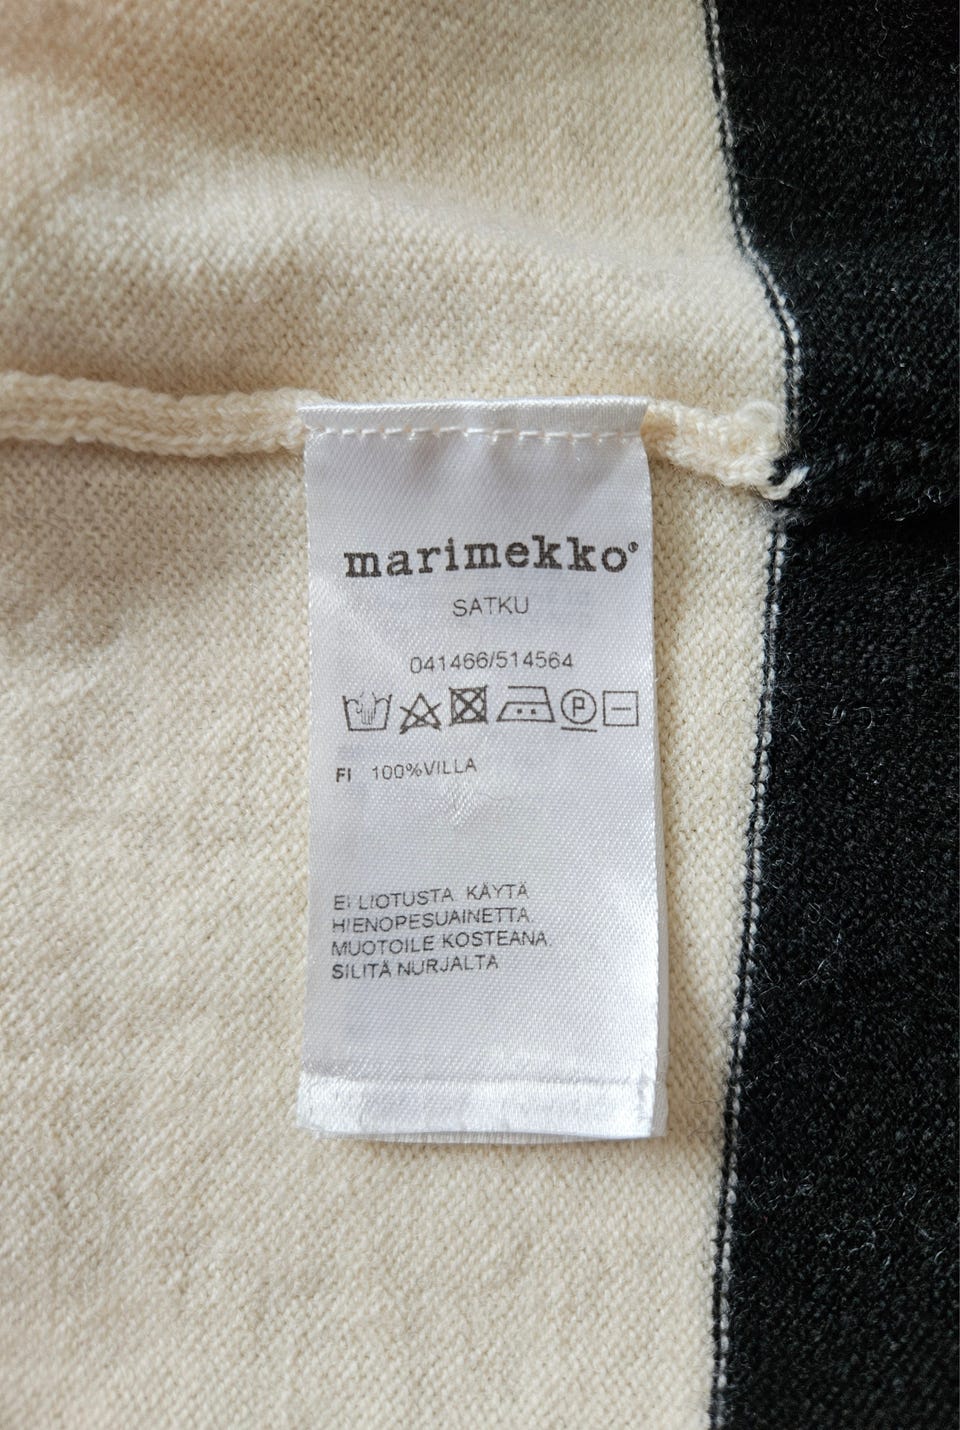 marimekko®
SATKU
041466/514564
P
FI 100%VILLA
EI LIOTUSTA. KÄYTÄ
HIENOPESUAINETTA.
MUOTOILE KOSTEANA.
SILITÄ NURJALTA